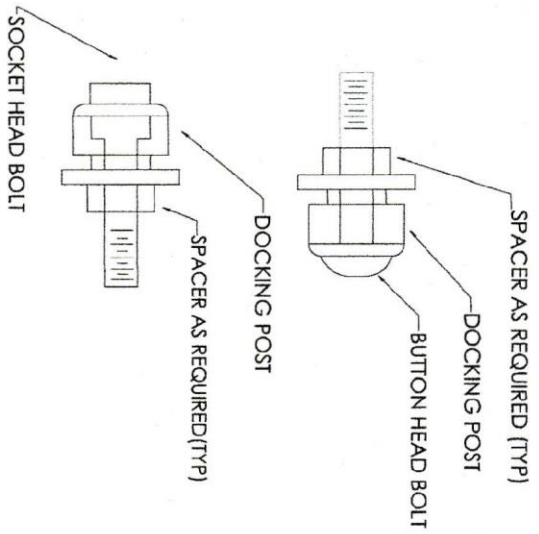 SPACER AS REQUIRED (TYP)
DOCKING POST
BUTTON HEAD BOLT
DOCKING POST
SPACER AS REQUIRED(TYP)
SOCKET HEAD BOLT